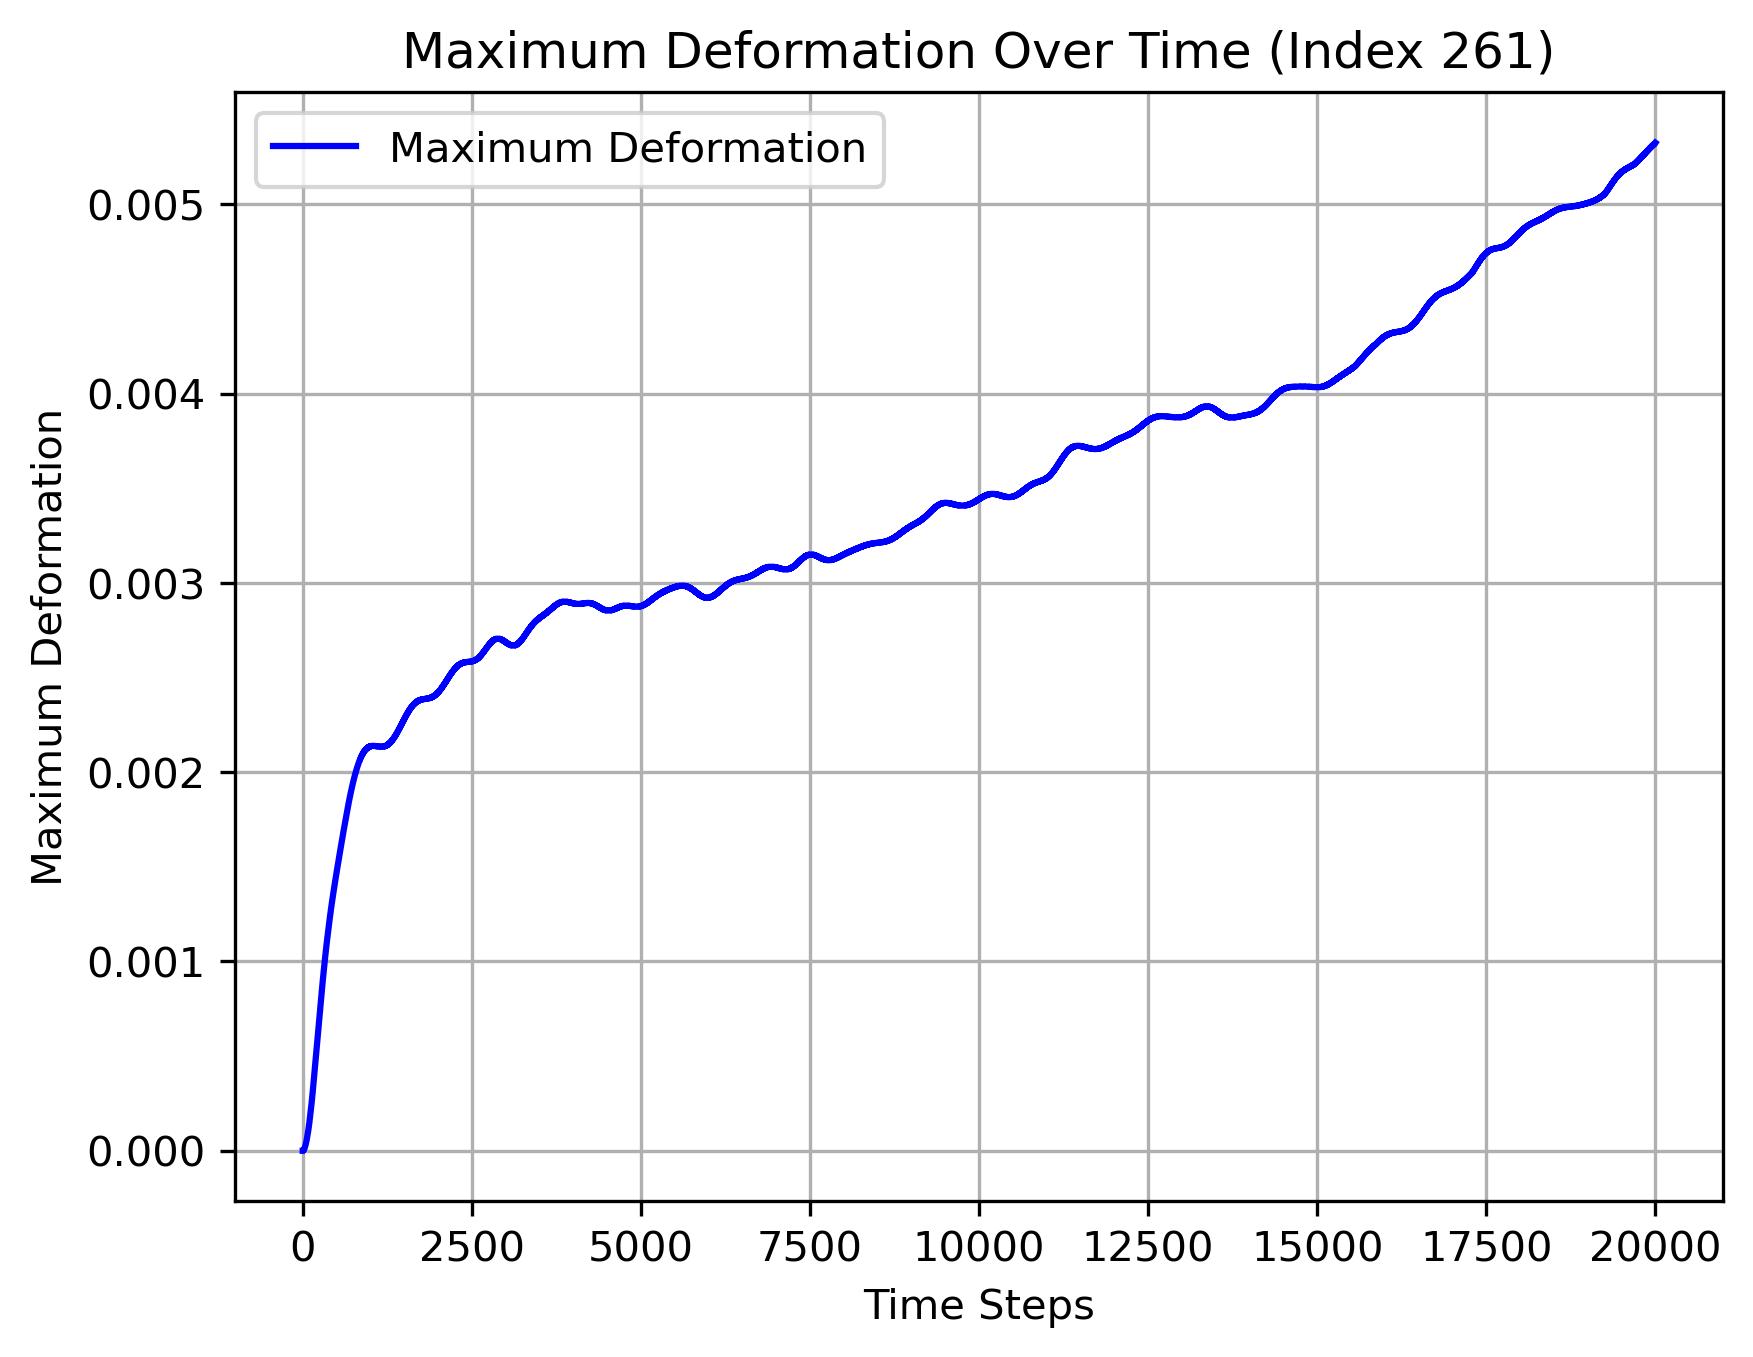 Maximum Deformation Over Time (Index 261)
Maximum Deformation
Maximum Deformation
0.005
0.004
0.003
0.002
0.001
0.000
0 2500 5000 7500 10000 12500 15000 17500 20000
Time Steps